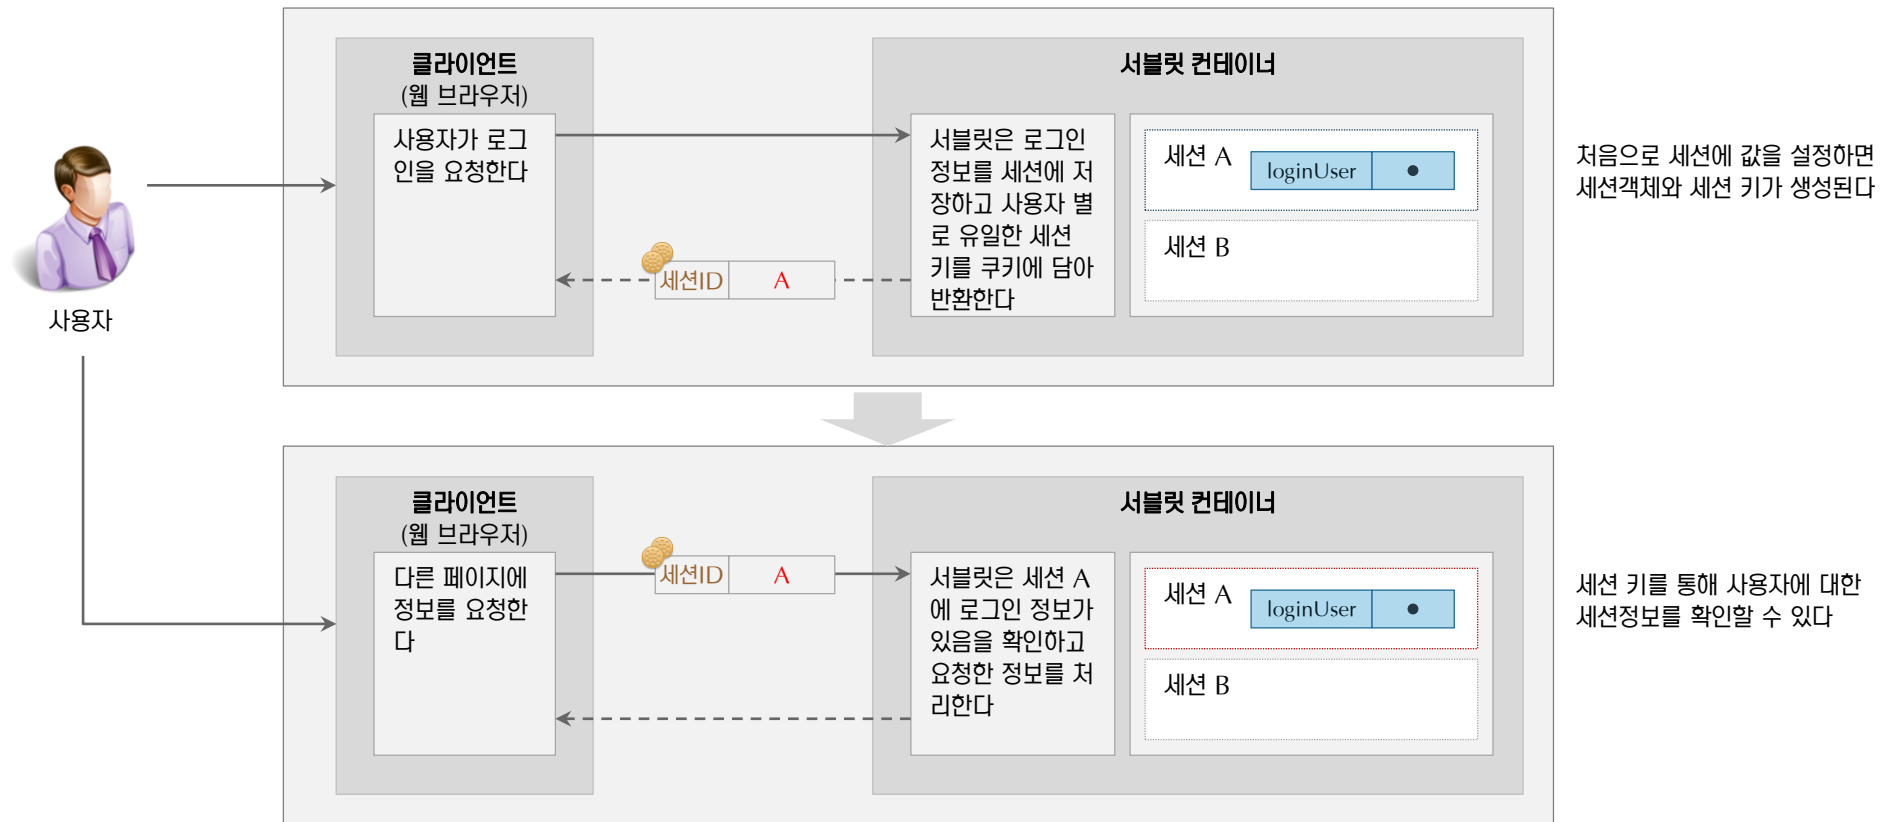 클라이언트
(웹 브라우저)
사용자가 로그
인을 요청한다
서블릿 컨테이너
서블릿은 로그인
정보를 세션에 저
장하고 사용자 별
로 유일한 세션
키를 쿠키에 담아
반환한다
세션 A
loginUser
세션 B
세션ID
A
처음으로 세션에 값을 설정하면
세션객체와 세션 키가 생성된다
사용자
클라이언트
(웹 브라우저)
다른 페이지에
정보를 요청한
다
세션ID
A
서블릿 컨테이너
서블릿은 세션 A
에 로그인 정보가
있음을 확인하고
요청한 정보를 처
리한다
세션 A
loginUser
세션 B
세션 키를 통해 사용자에 대한
세션정보를 확인할 수 있다